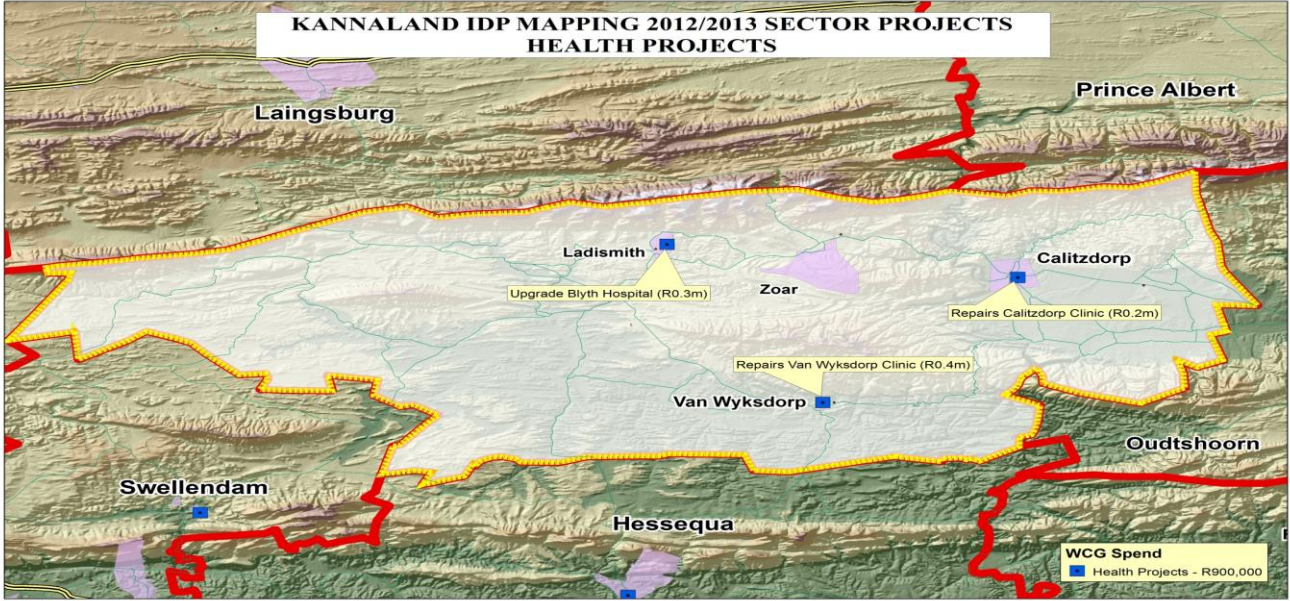 KANNALAND IDP MAPPING 2012/2013 SECTOR PROJECTS
HEALTH PROJECTS
Laingsburg
Prince Albert
Ladismith
Upgrade Blyth Hospital (R0.3m)
Zoar
Calitzdorp
Repairs Calitzdorp Clinic (R0.2m)
Repairs Van Wyksdorp Clinic (R0.4m)
Van Wyksdorp
Oudtshoorn
Swellendam
Hessequa
WCG Spend
Health Projects - R900,000